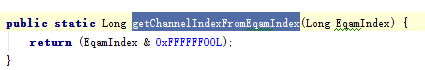 public static Long getChannelIndexFromEqamIndex(Long EqamIndex) {
return (EqamIndex & 0xFFFFFF00L);
}